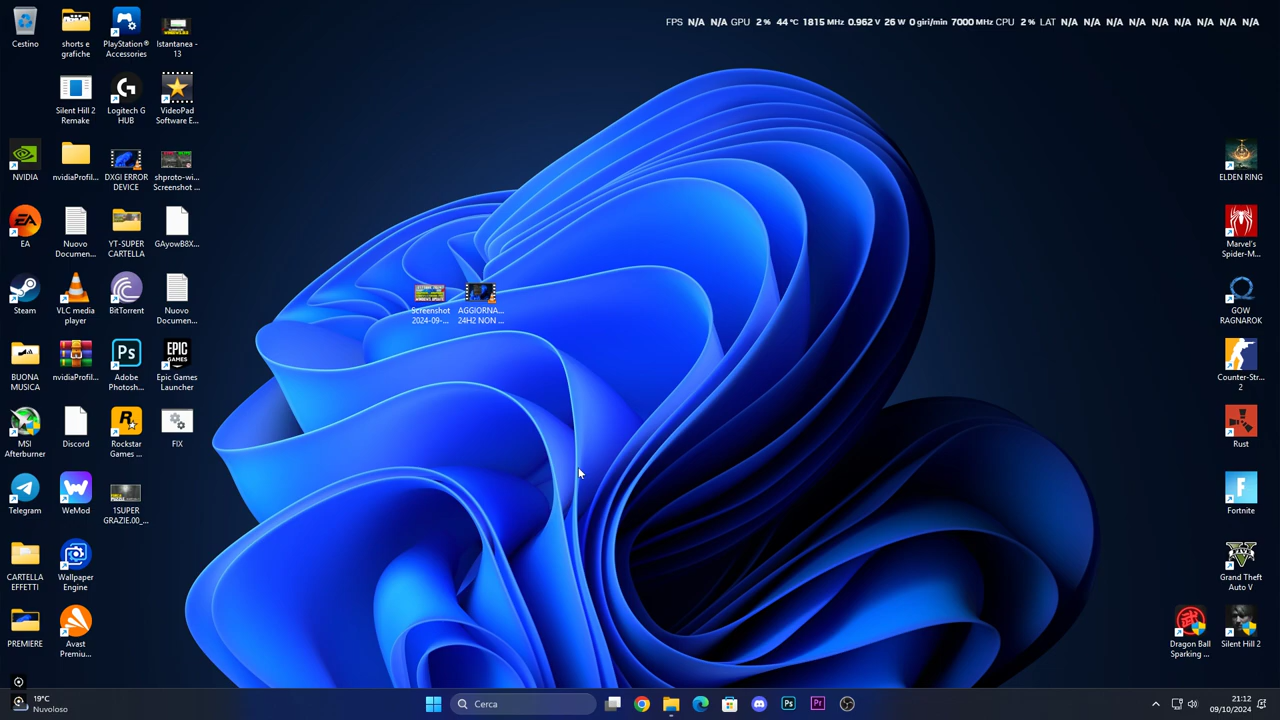 FPS N/A N/A GPU 2 % 44 °C 1815 MHz 0.962 V 26 W 0 giri/min 7000 MHz CPU 2 % LAT N/A N/A N/A N/A N/A N/A N/A N/A N/A
Cestino
shorts e grafiche
PlayStation® Accessories
Istantanea - 13
Silent Hill 2 Remake
Logitech G HUB
VideoPad Software E...
NVIDIA
nvidiaProfil...
DXGI ERROR DEVICE
shproto-wi... Screenshot ...
ELDEN RING
EA
Nuovo Documen...
YT-SUPER CARTELLA
GAyowB8X...
Marvel's Spider-M...
Steam
VLC media player
BitTorrent
Nuovo Documen...
Screenshot 2024-09-...
AGGIORNA... 24H2 NON ...
GOW RAGNAROK
BUONA MUSICA
nvidiaProfil...
Adobe Photosh...
EPIC GAMES
Epic Games Launcher
Counter-Str... 2
MSI Afterburner
Discord
Rockstar Games ...
FIX
Rust
Telegram
WeMod
1SUPER GRAZIE.00_...
Fortnite
CARTELLA EFFETTI
Wallpaper Engine
Grand Theft Auto V
PREMIERE
Avast Premiu...
Dragon Ball Sparking ...
Silent Hill 2
19°C
Nuvoloso
Cerca
Ps
Pr
21:12
09/10/2024